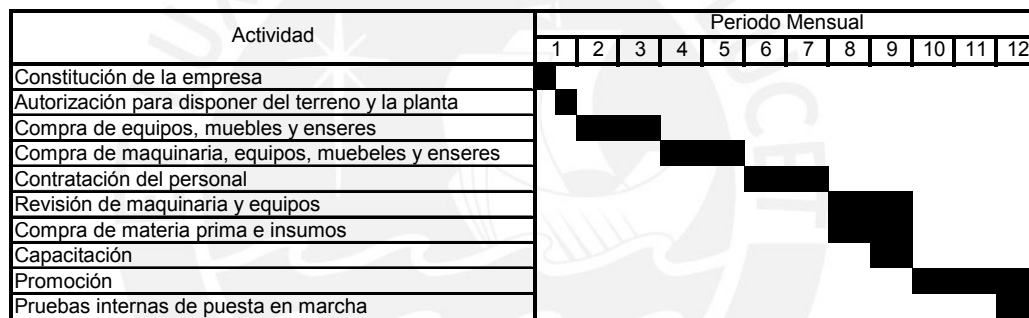 Actividad
Periodo Mensual
1 2 3 4 5 6 7 8 9 10 11 12
Constitución de la empresa
Autorización para disponer del terreno y la planta
Compra de equipos, muebles y enseres
Compra de maquinaria, equipos, muebeles y enseres
Contratación del personal
Revisión de maquinaria y equipos
Compra de materia prima e insumos
Capacitación
Promoción
Pruebas internas de puesta en marcha